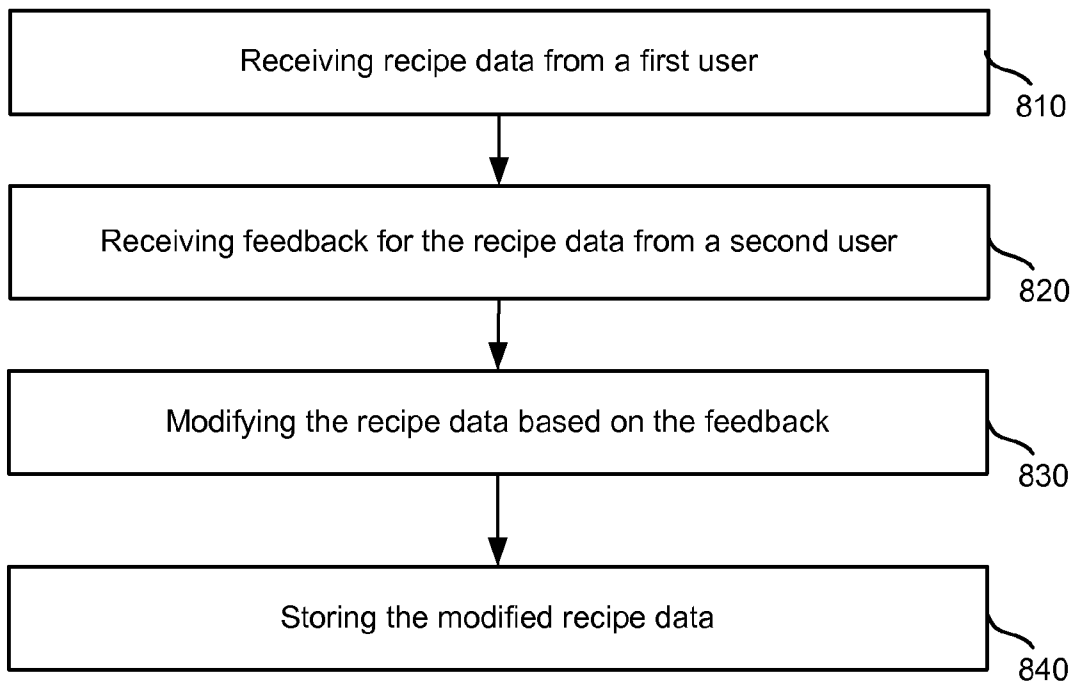 Receiving recipe data from a first user
810
Receiving feedback for the recipe data from a second user
820
Modifying the recipe data based on the feedback
830
Storing the modified recipe data
840